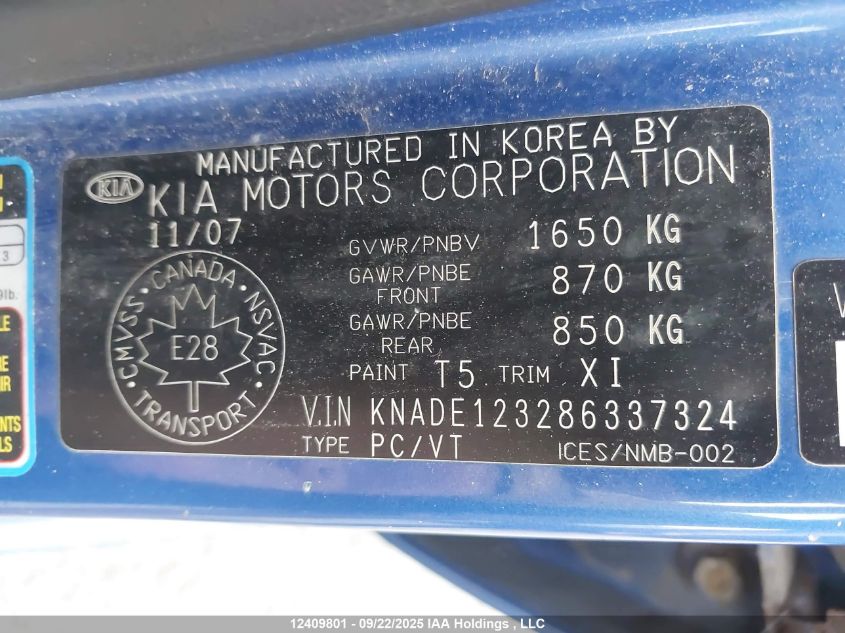 MANUFACTURED IN KOREA BY
KIA
KIA MOTORS CORPORATION
11/07
GVWR/PNBV 1650 KG
GAWR/PNBE FRONT 870 KG
GAWR/PNBE REAR 850 KG
PAINT T5 TRIM XI
CANADA
CMVSS NSVAC
E28
TRANSPORT
V.I.N KNADE123286337324
TYPE PC/VT ICES/NMB-002
12409801 - 09/22/2025 IAA Holdings , LLC